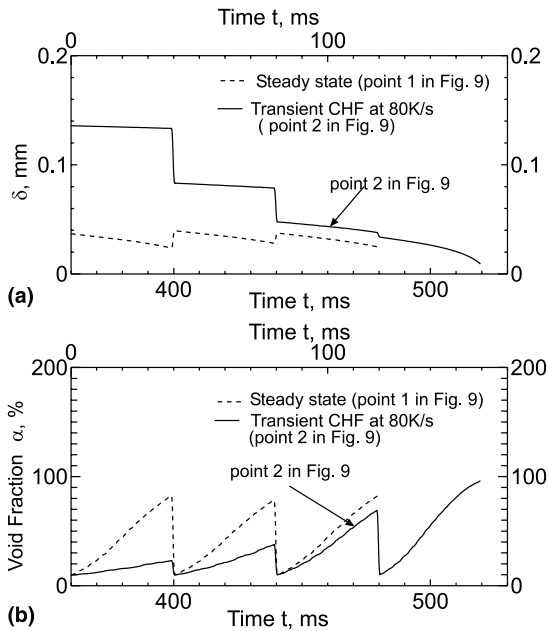 Time t, ms
0 100
0.2 0.2
Steady state (point 1 in Fig. 9)
Transient CHF at 80K/s
( point 2 in Fig. 9)
δ, mm
0.1 0.1
point 2 in Fig. 9
0 0
400 500
(a)
Time t, ms
Time t, ms
0 100
200 200
Steady state (point 1 in Fig. 9)
Transient CHF at 80K/s
(point 2 in Fig. 9)
Void Fraction α, %
point 2 in Fig. 9
100 100
0 0
400 500
(b)
Time t, ms